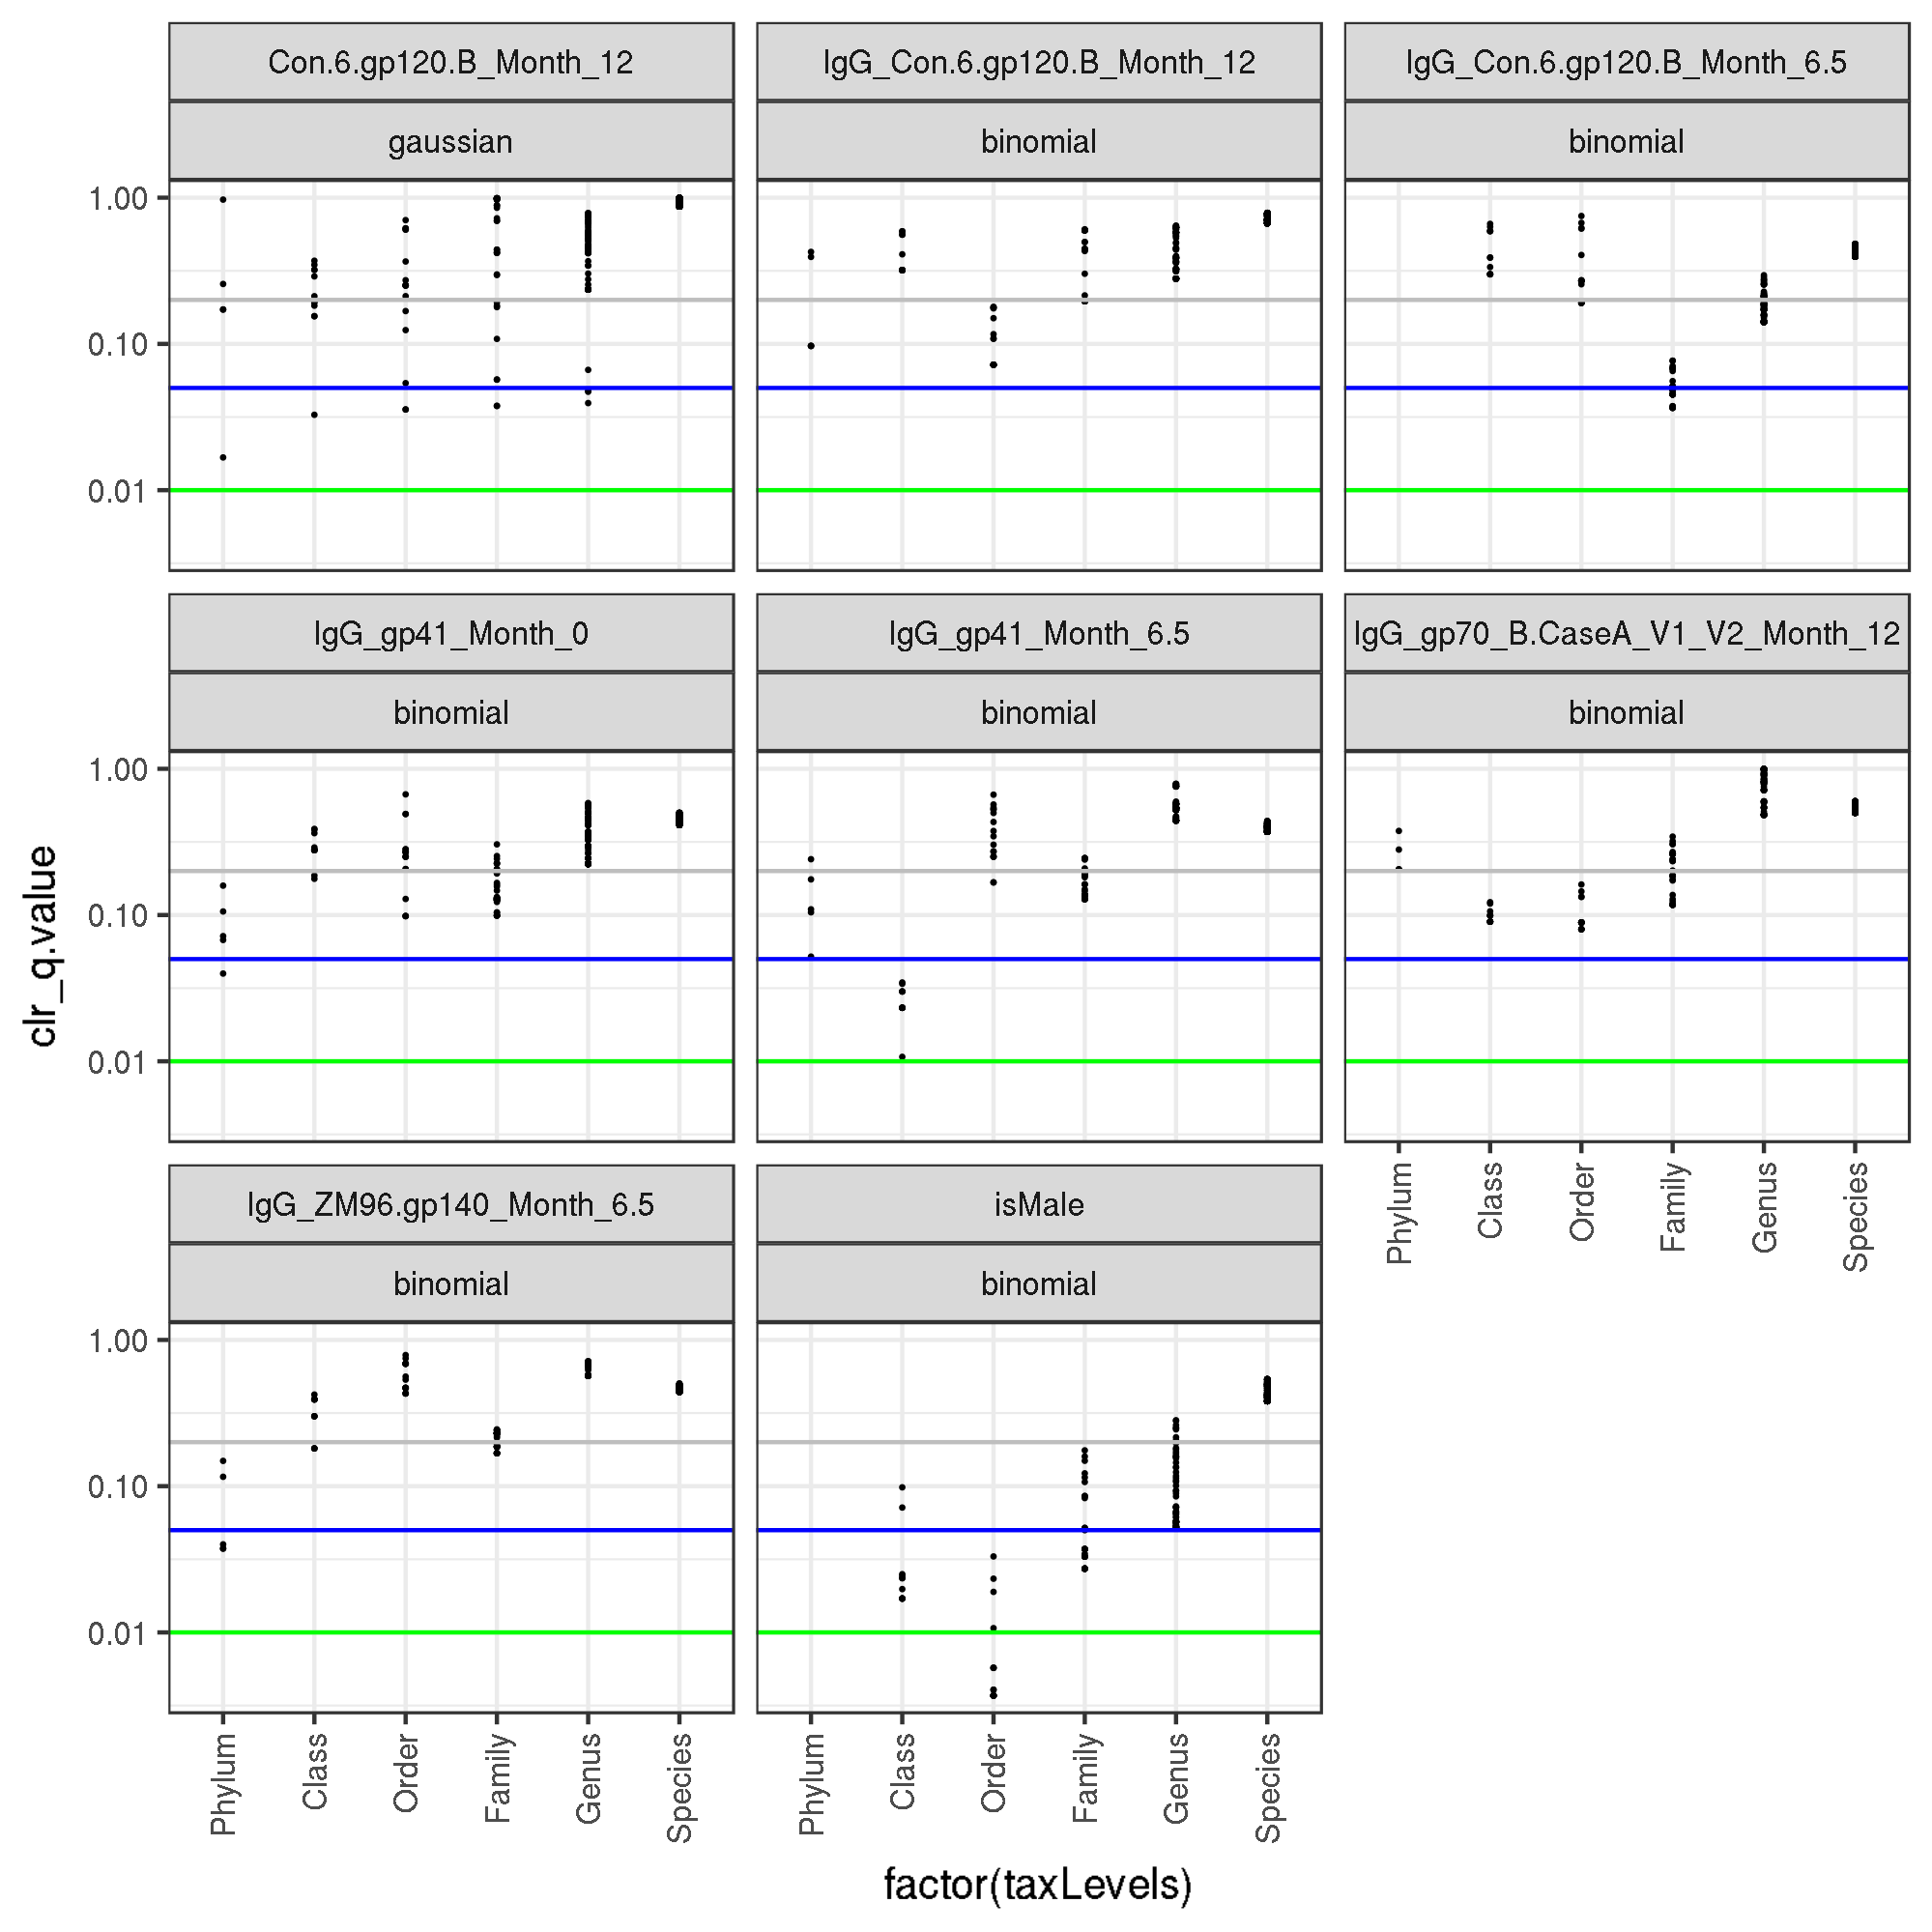 Con.6.gp120.B_Month_12
IgG_Con.6.gp120.B_Month_12
IgG_Con.6.gp120.B_Month_6.5
gaussian
binomial
binomial
1.00
0.10
0.01
IgG_gp41_Month_0
IgG_gp41_Month_6.5
IgG_gp70_B.CaseA_V1_V2_Month_12
binomial
binomial
binomial
1.00
0.10
0.01
clr_q.value
Phylum
Class
Order
Family
Genus
Species
IgG_ZM96.gp140_Month_6.5
isMale
binomial
binomial
1.00
0.10
0.01
Phylum
Class
Order
Family
Genus
Species
Phylum
Class
Order
Family
Genus
Species
factor(taxLevels)